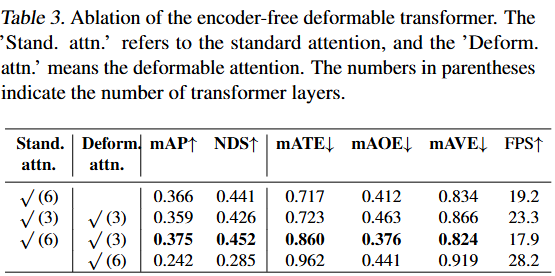 Table 3. Ablation of the encoder-free deformable transformer. The
’Stand. attn.’ refers to the standard attention, and the ’Deform.
attn.’ means the deformable attention. The numbers in parentheses
indicate the number of transformer layers.
Stand. attn. Deform. attn. mAP↑ NDS↑ mATE↓ mAOE↓ mAVE↓ FPS↑
✓(6) 0.366 0.441 0.717 0.412 0.834 19.2
✓(3) ✓(3) 0.359 0.426 0.723 0.463 0.866 23.3
✓(6) ✓(3) 0.375 0.452 0.860 0.376 0.824 17.9
✓(6) 0.242 0.285 0.962 0.441 0.919 28.2